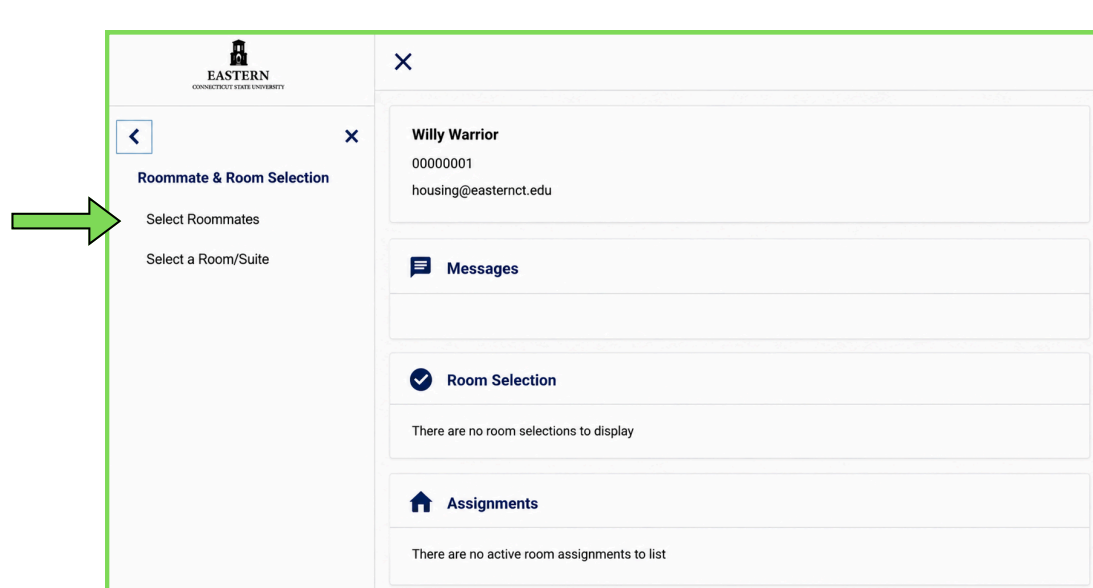 EASTERN
CONNECTICUT STATE UNIVERSITY
Roommate & Room Selection
Select Roommates
Select a Room/Suite
Willy Warrior
00000001
housing@easternct.edu
Messages
Room Selection
There are no room selections to display
Assignments
There are no active room assignments to list